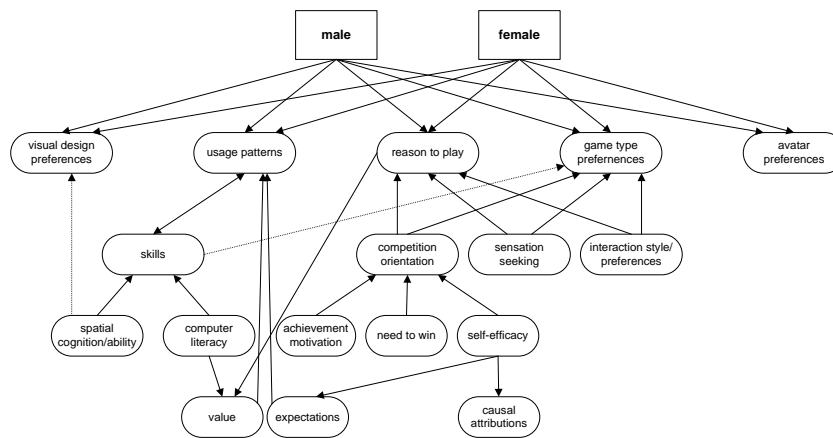 male
female
visual design
preferences
usage patterns
reason to play
game type
prefernences
avatar
preferences
skills
competition
orientation
sensation
seeking
interaction style/
preferences
spatial
cognition/ability
computer
literacy
achievement
motivation
need to win
self-efficacy
value
expectations
causal
attributions